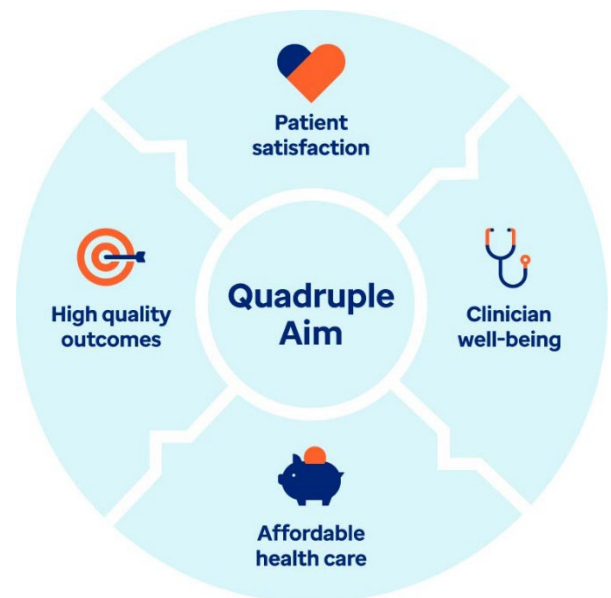 Patient
satisfaction
High quality
outcomes
Quadruple
Aim
Clinician
well-being
Affordable
health care